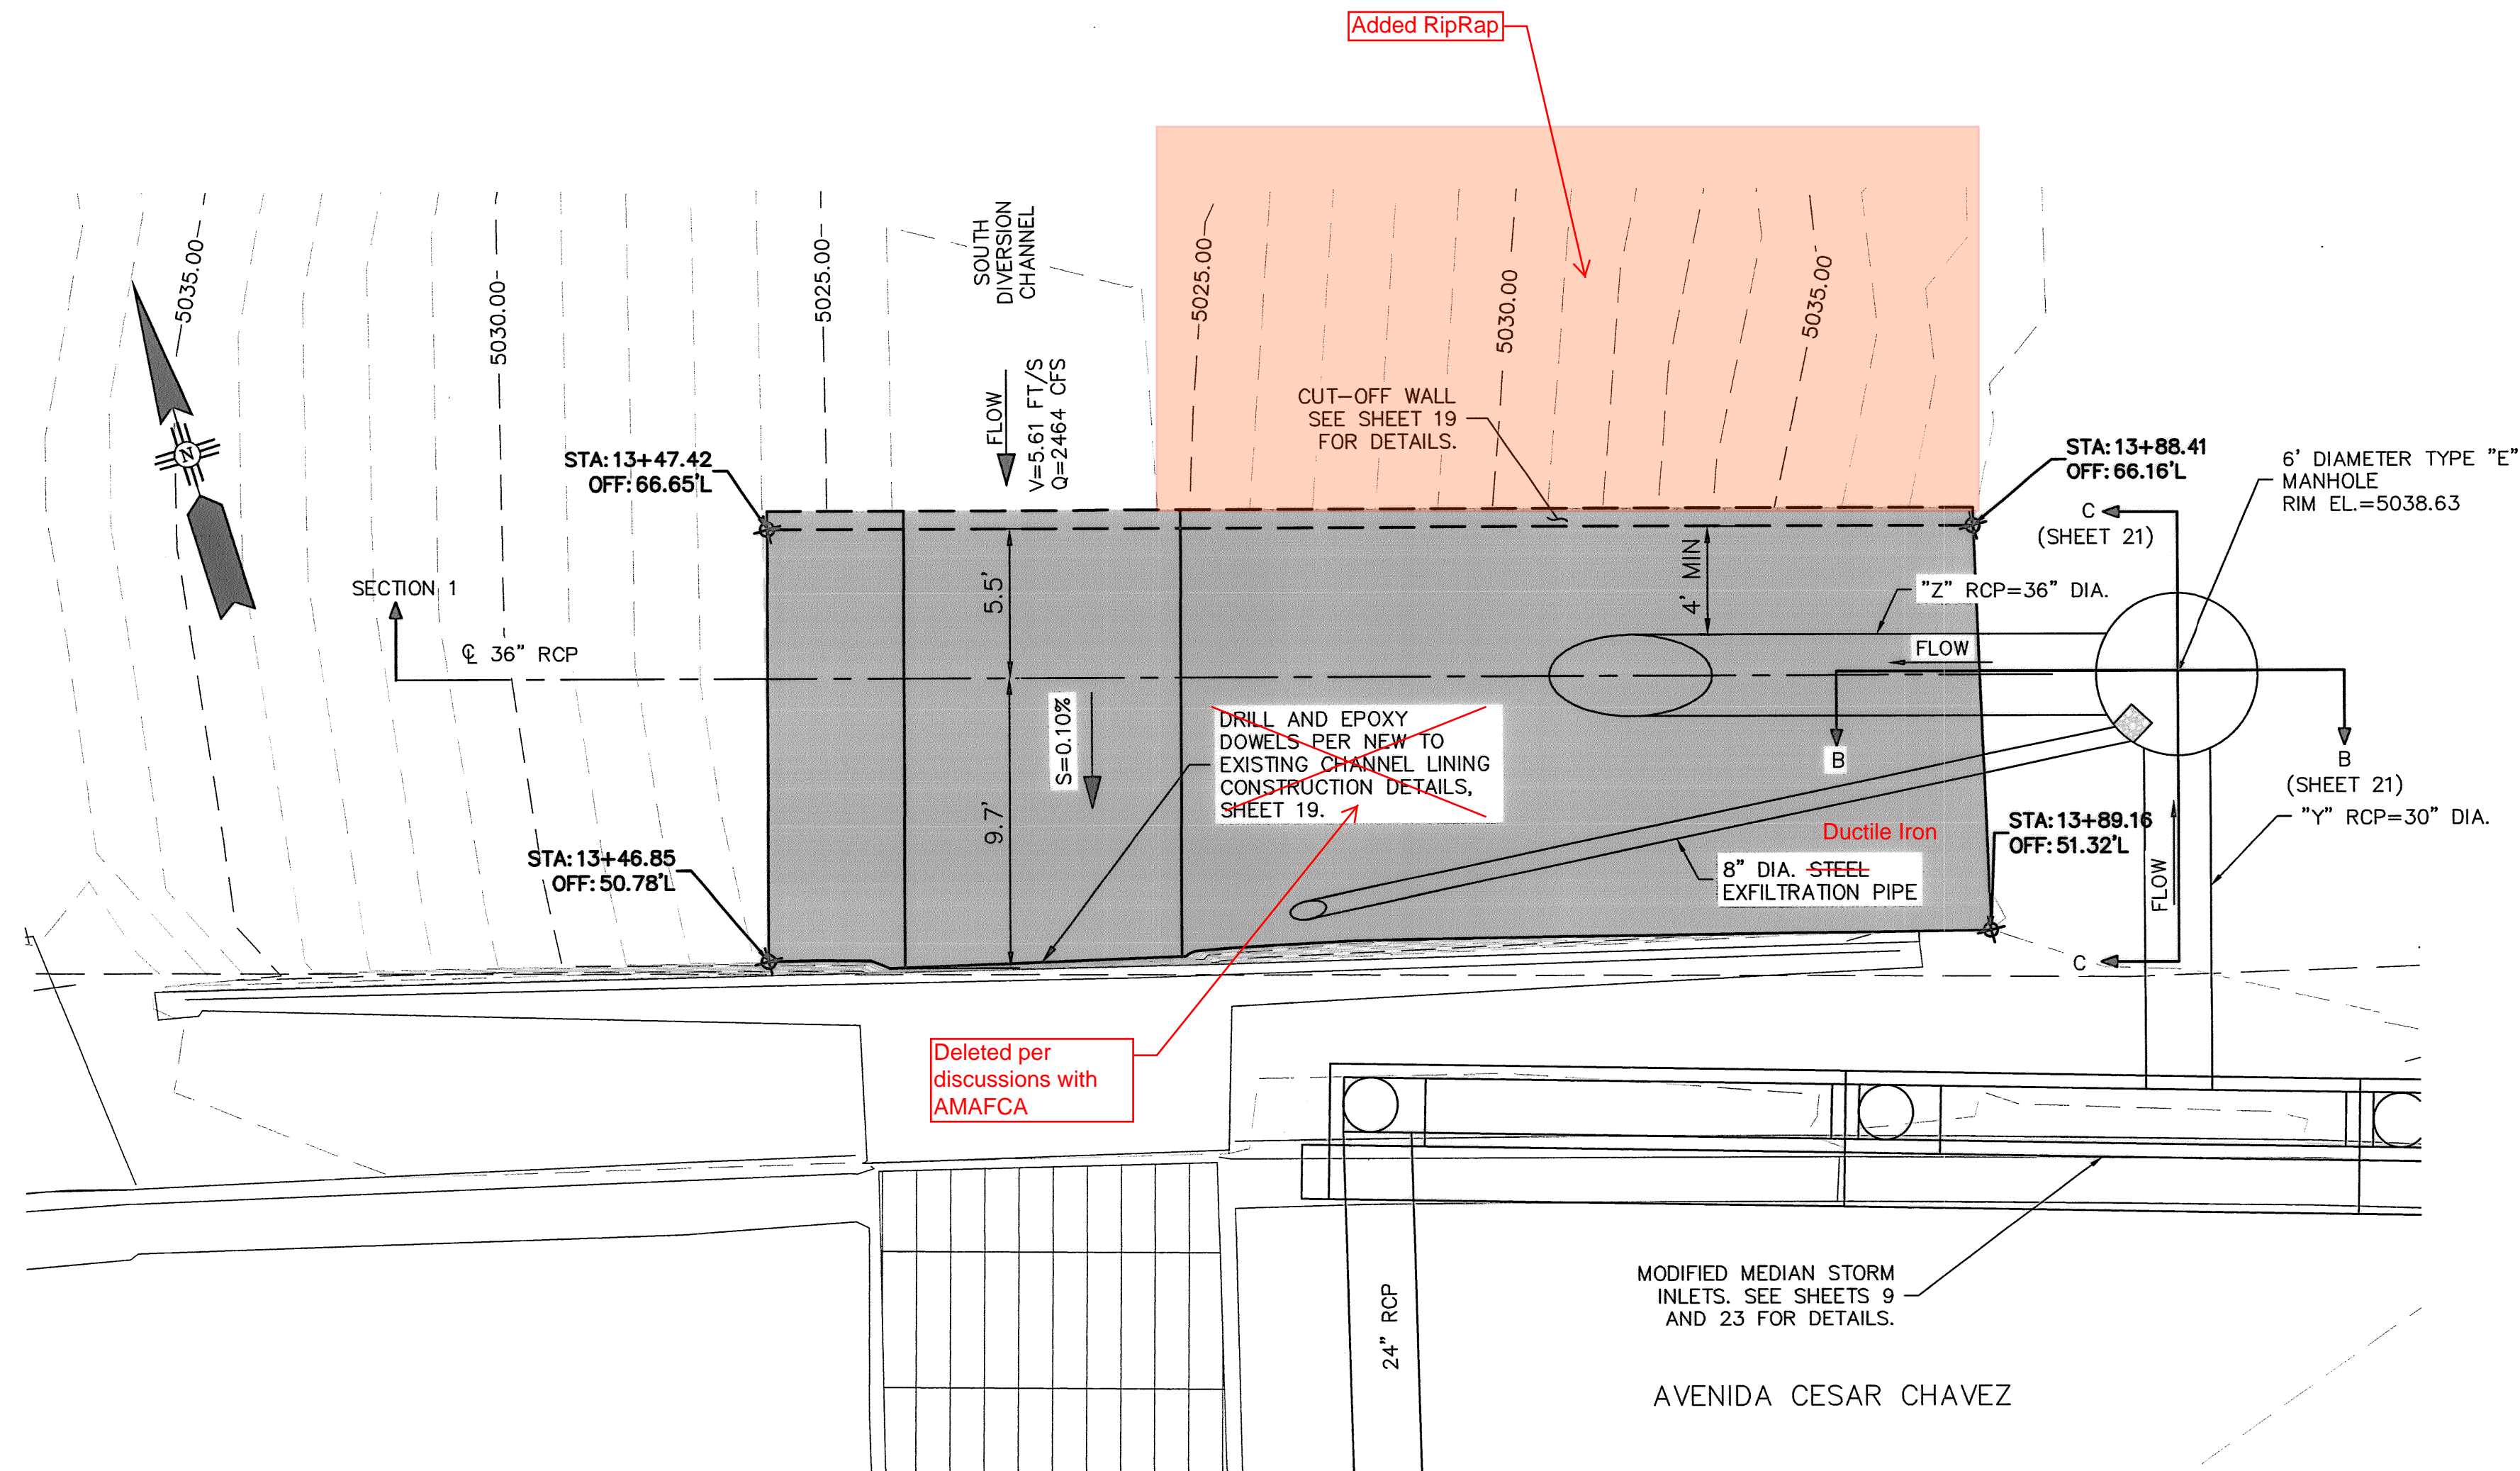 Added RipRap
SOUTH
DIVERSION
CHANNEL
5035.00
5030.00
5025.00
5025.00
5030.00
5035.00
FLOW
V=5.61 FT/S
Q=2464 CFS
CUT-OFF WALL
SEE SHEET 19
FOR DETAILS.
STA: 13+47.42
OFF: 66.65'L
STA: 13+88.41
OFF: 66.16'L
6' DIAMETER TYPE "E"
MANHOLE
RIM EL.=5038.63
C
(SHEET 21)
N
SECTION 1
5.5'
4' MIN
"Z" RCP=36" DIA.
FLOW
℄ 36" RCP
S=0.10%
DRILL AND EPOXY
DOWELS PER NEW TO
EXISTING CHANNEL LINING
CONSTRUCTION DETAILS,
SHEET 19.
B
B
(SHEET 21)
"Y" RCP=30" DIA.
9.7'
Ductile Iron
STA: 13+89.16
OFF: 51.32'L
STA: 13+46.85
OFF: 50.78'L
8" DIA. STEEL
EXFILTRATION PIPE
FLOW
C
Deleted per
discussions with
AMAFCA
MODIFIED MEDIAN STORM
INLETS. SEE SHEETS 9
AND 23 FOR DETAILS.
24" RCP
AVENIDA CESAR CHAVEZ